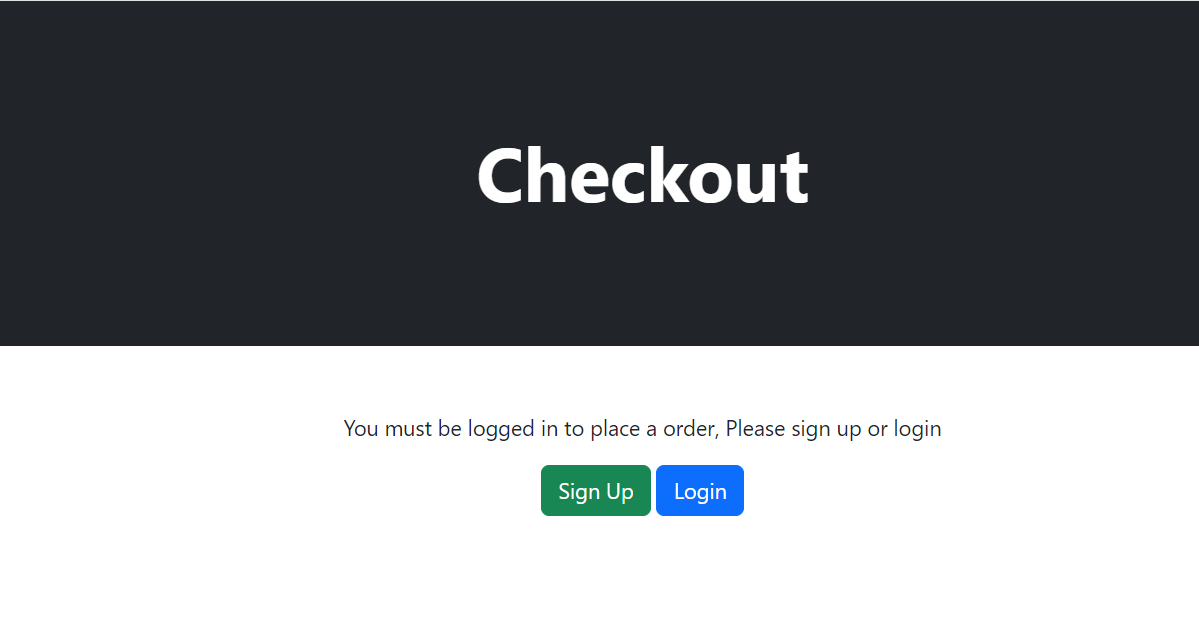 Checkout
You must be logged in to place a order, Please sign up or login
Sign Up Login